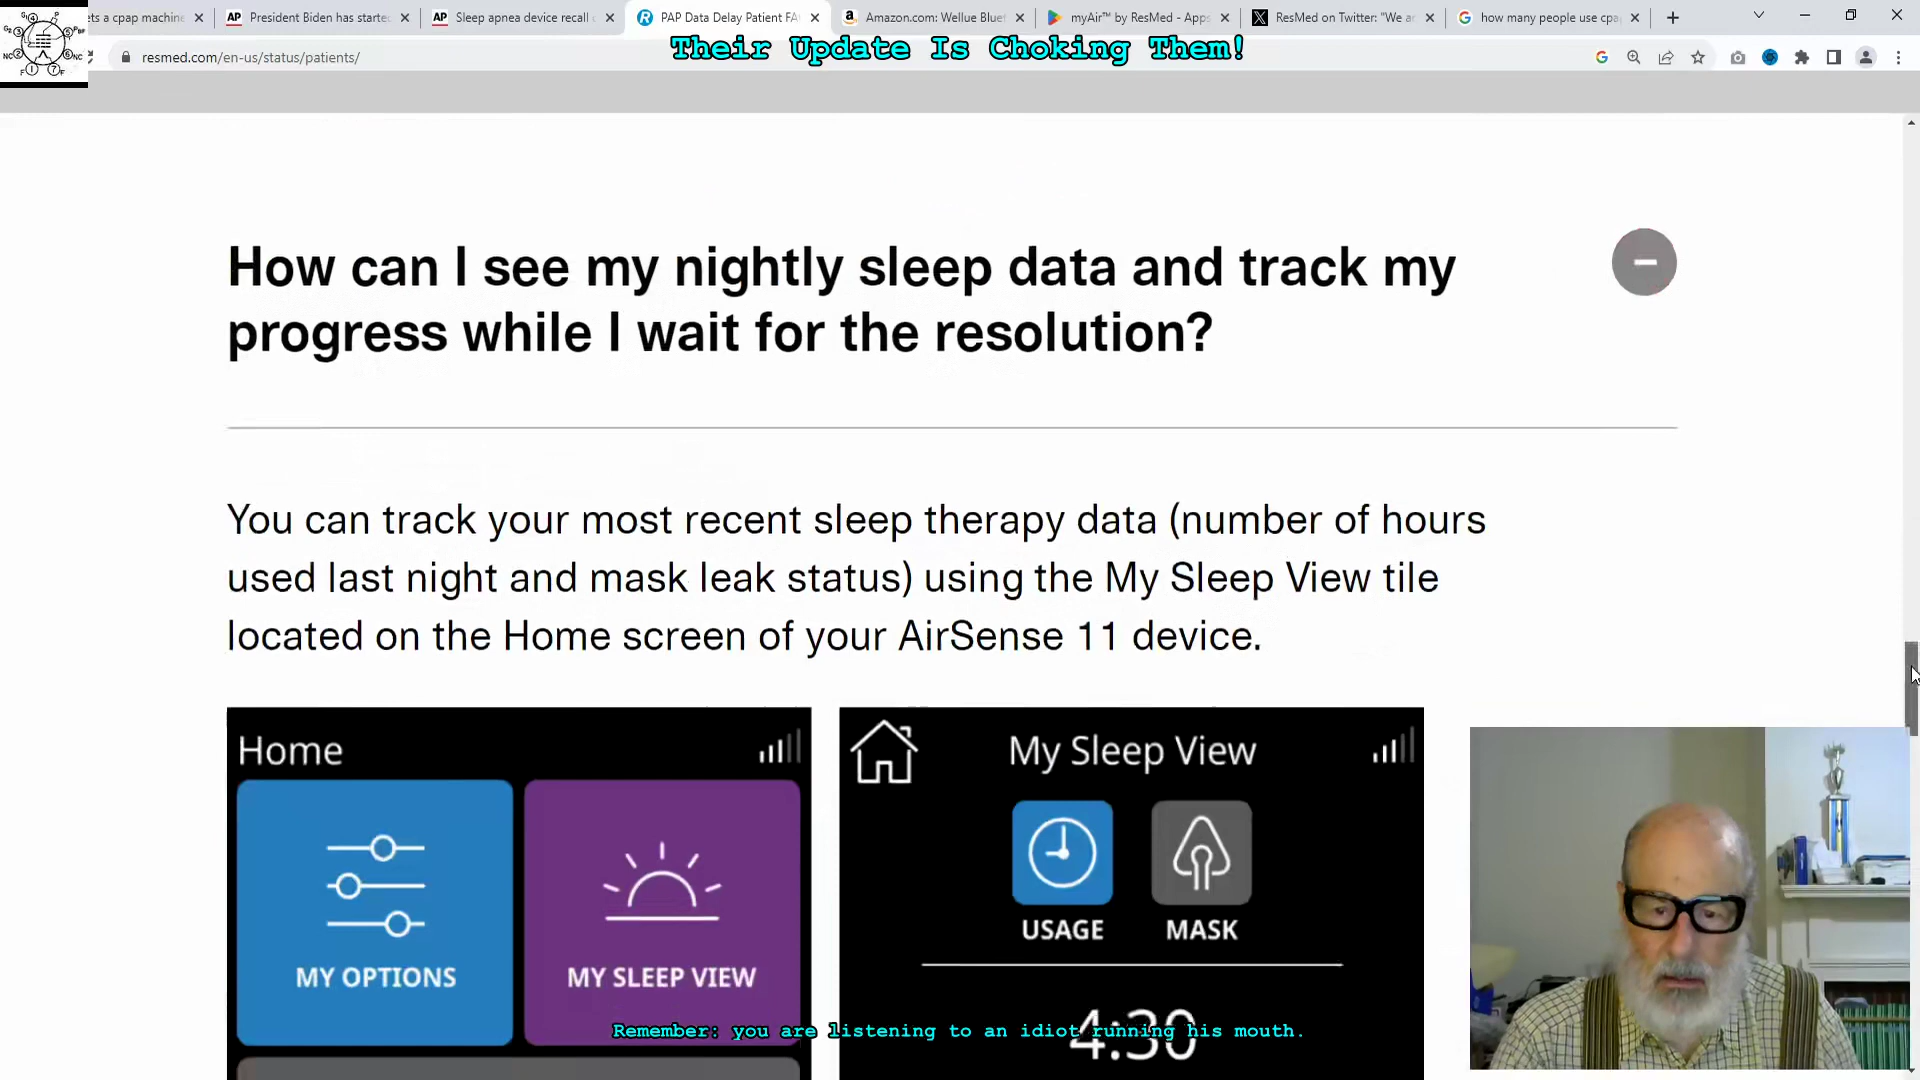 ets a cpap machine
President Biden has started
Sleep apnea device recall
PAP Data Delay Patient FA
Amazon.com: Wellue Blue
myAir™ by ResMed - Apps
ResMed on Twitter: "We a
how many people use cpa
resmed.com/en-us/status/patients/
Their Update Is Choking Them!
How can I see my nightly sleep data and track my
progress while I wait for the resolution?
You can track your most recent sleep therapy data (number of hours
used last night and mask leak status) using the My Sleep View tile
located on the Home screen of your AirSense 11 device.
Home
MY OPTIONS
MY SLEEP VIEW
My Sleep View
USAGE
MASK
4:30
Remember: you are listening to an idiot running his mouth.